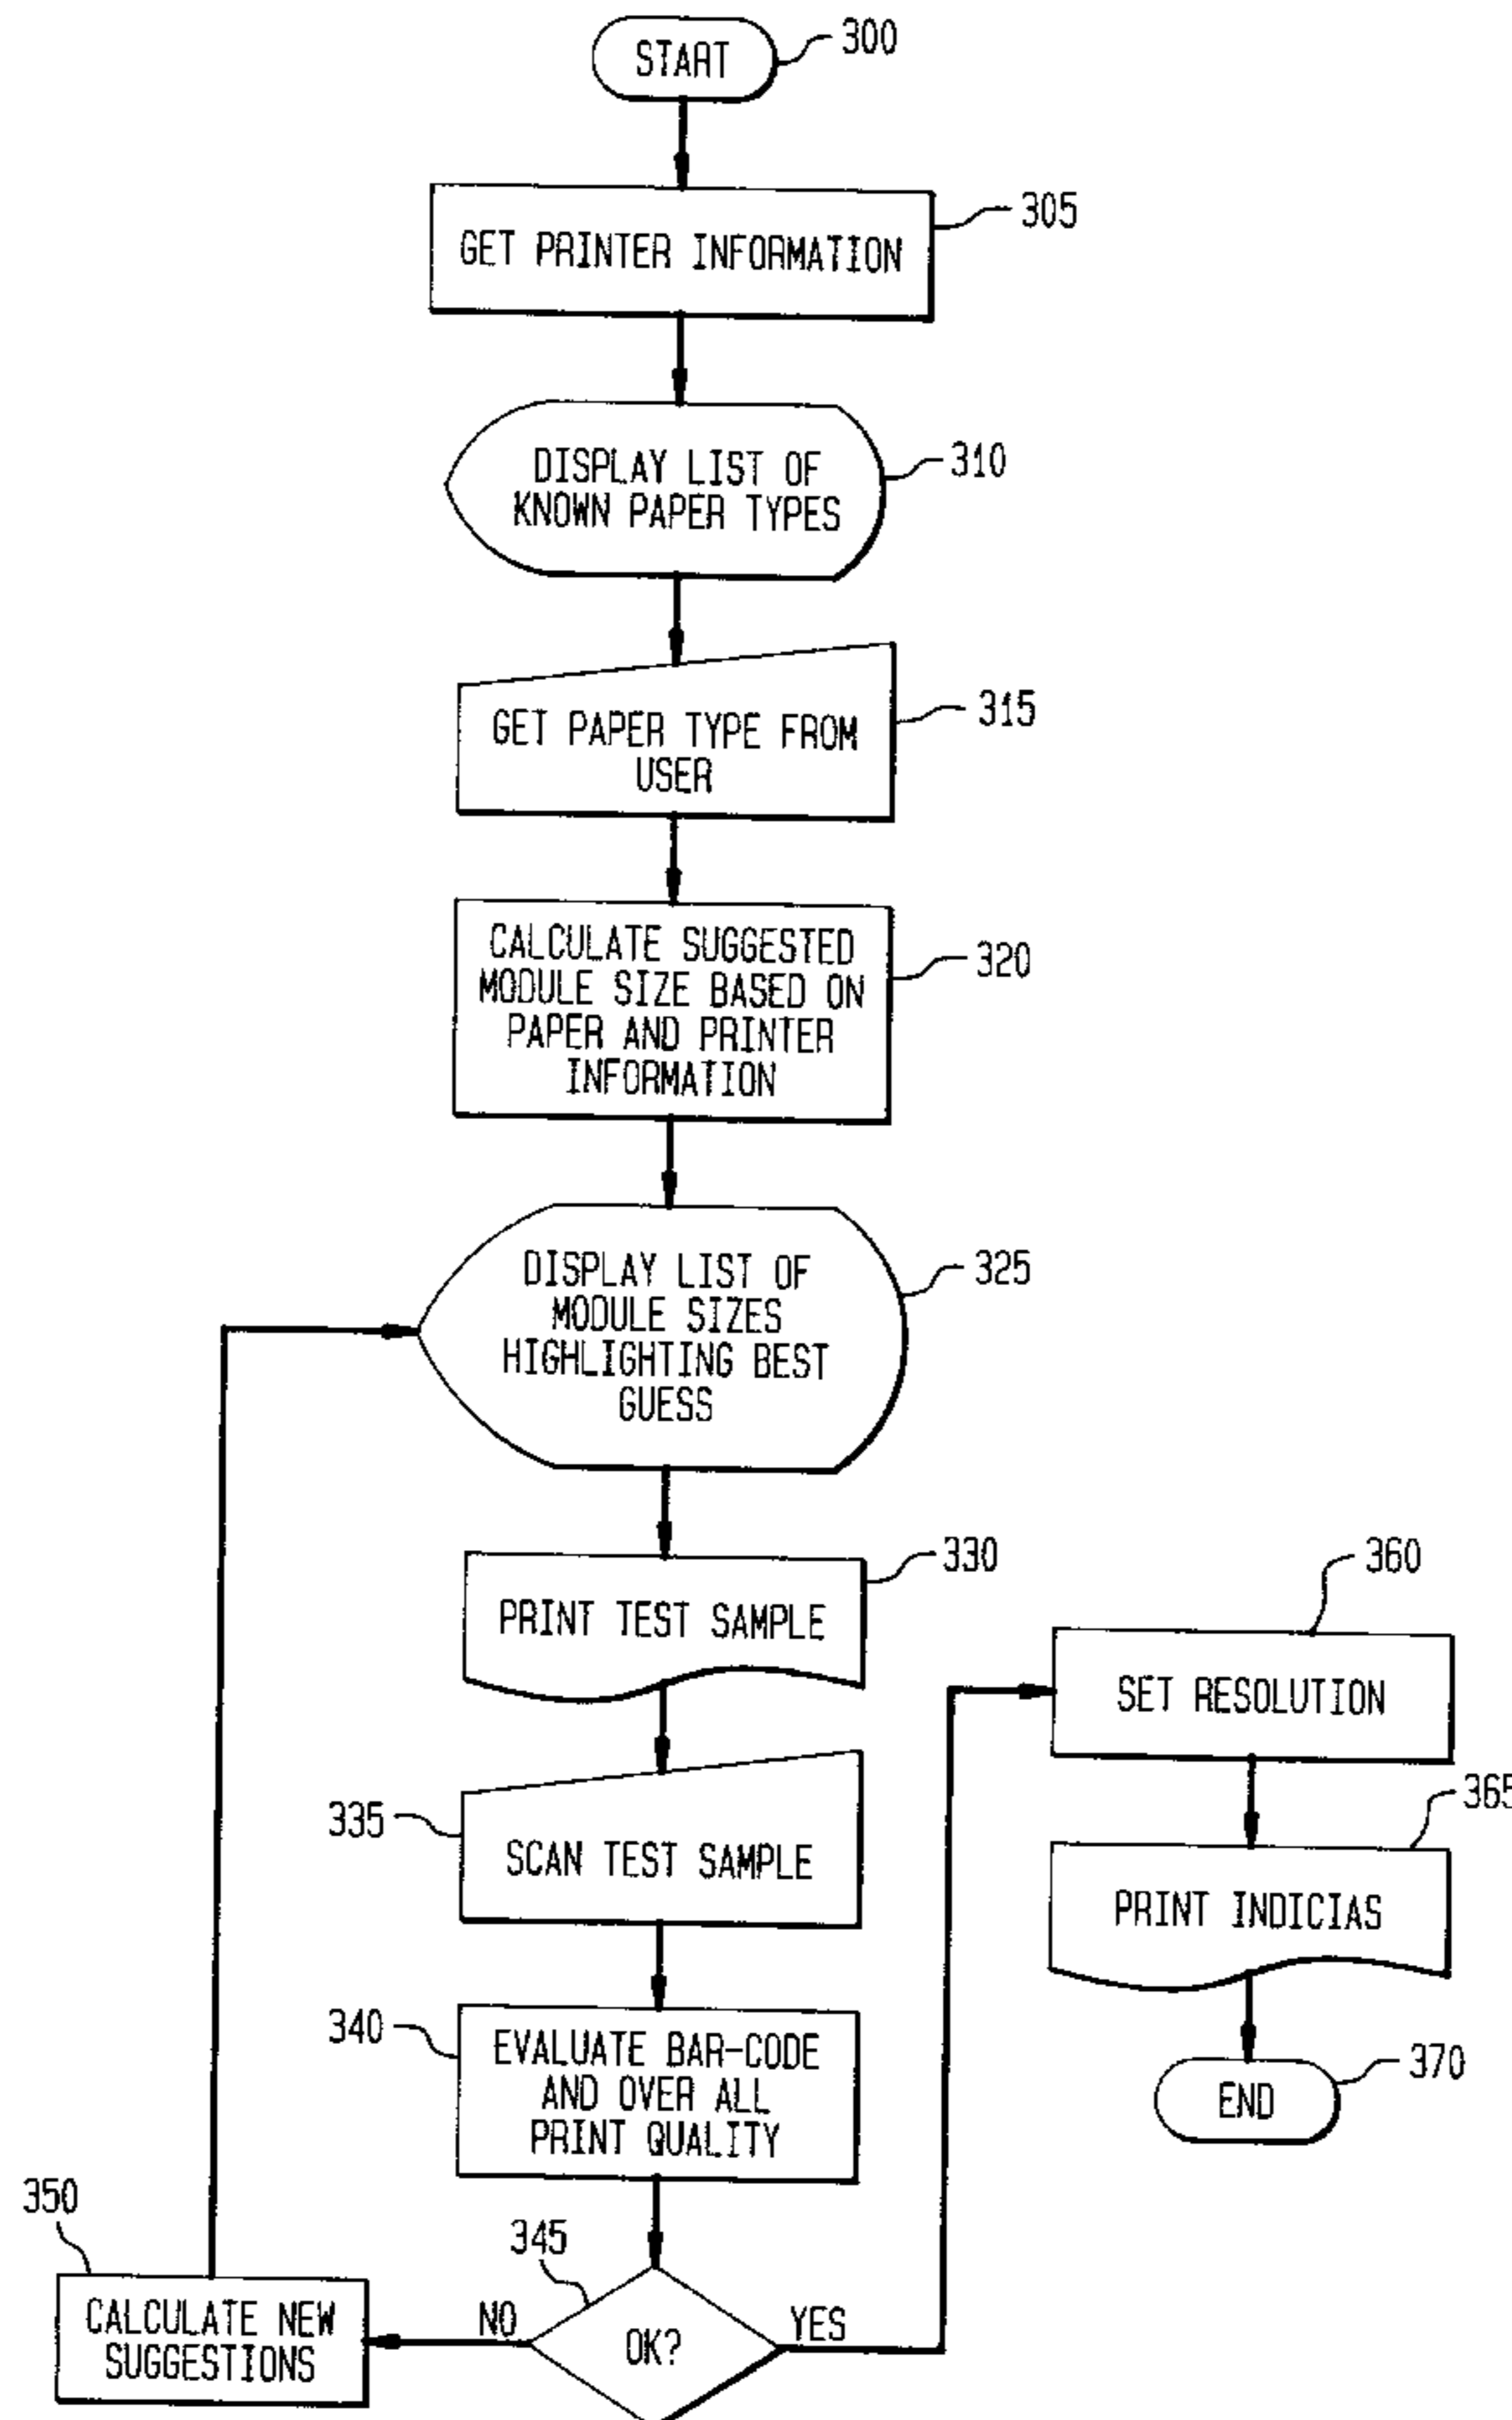 START
300
GET PRINTER INFORMATION
305
DISPLAY LIST OF
KNOWN PAPER TYPES
310
GET PAPER TYPE FROM
USER
315
CALCULATE SUGGESTED
MODULE SIZE BASED ON
PAPER AND PRINTER
INFORMATION
320
DISPLAY LIST OF
MODULE SIZES
HIGHLIGHTING BEST
GUESS
325
PRINT TEST SAMPLE
330
335
SCAN TEST SAMPLE
340
EVALUATE BAR-CODE
AND OVER ALL
PRINT QUALITY
345
OK?
NO
YES
350
CALCULATE NEW
SUGGESTIONS
360
SET RESOLUTION
365
PRINT INDICIAS
370
END